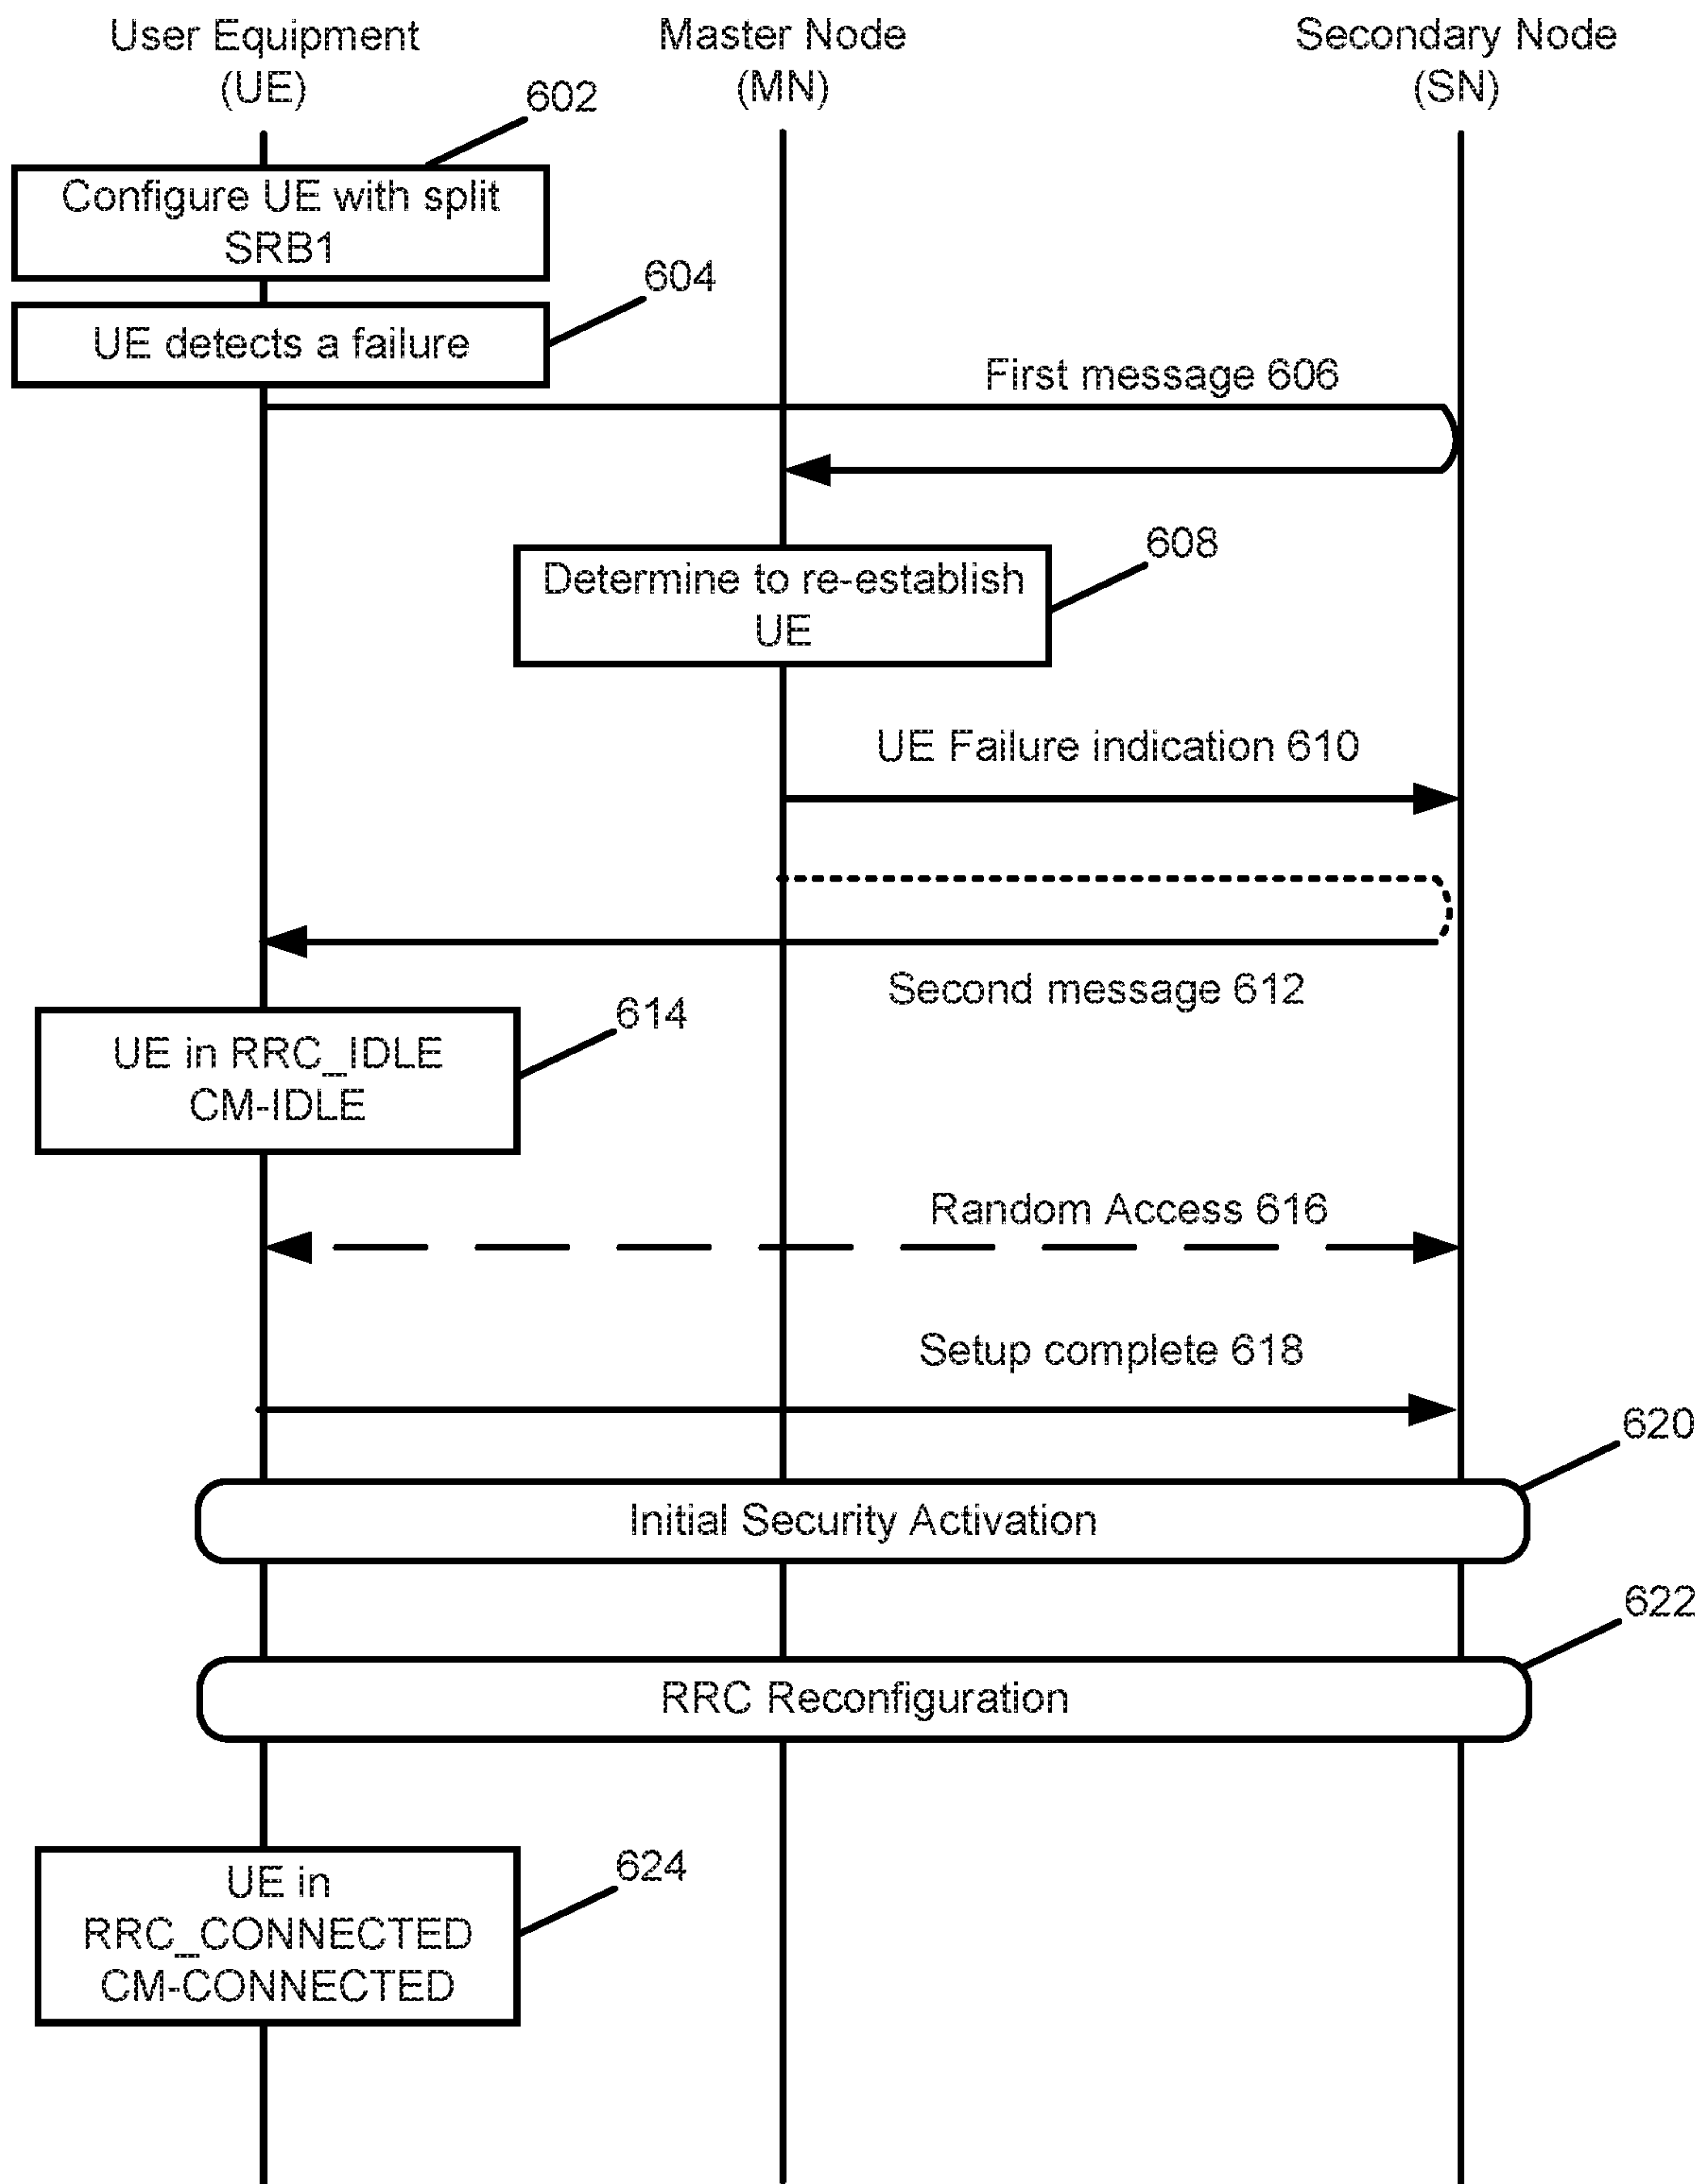 User Equipment
(UE)
Master Node
(MN)
Secondary Node
(SN)
602
Configure UE with split
SRB1
604
UE detects a failure
First message 606
608
Determine to re-establish
UE
UE Failure indication 610
Second message 612
614
UE in RRC_IDLE
CM-IDLE
Random Access 616
Setup complete 618
620
Initial Security Activation
622
RRC Reconfiguration
624
UE in
RRC_CONNECTED
CM-CONNECTED